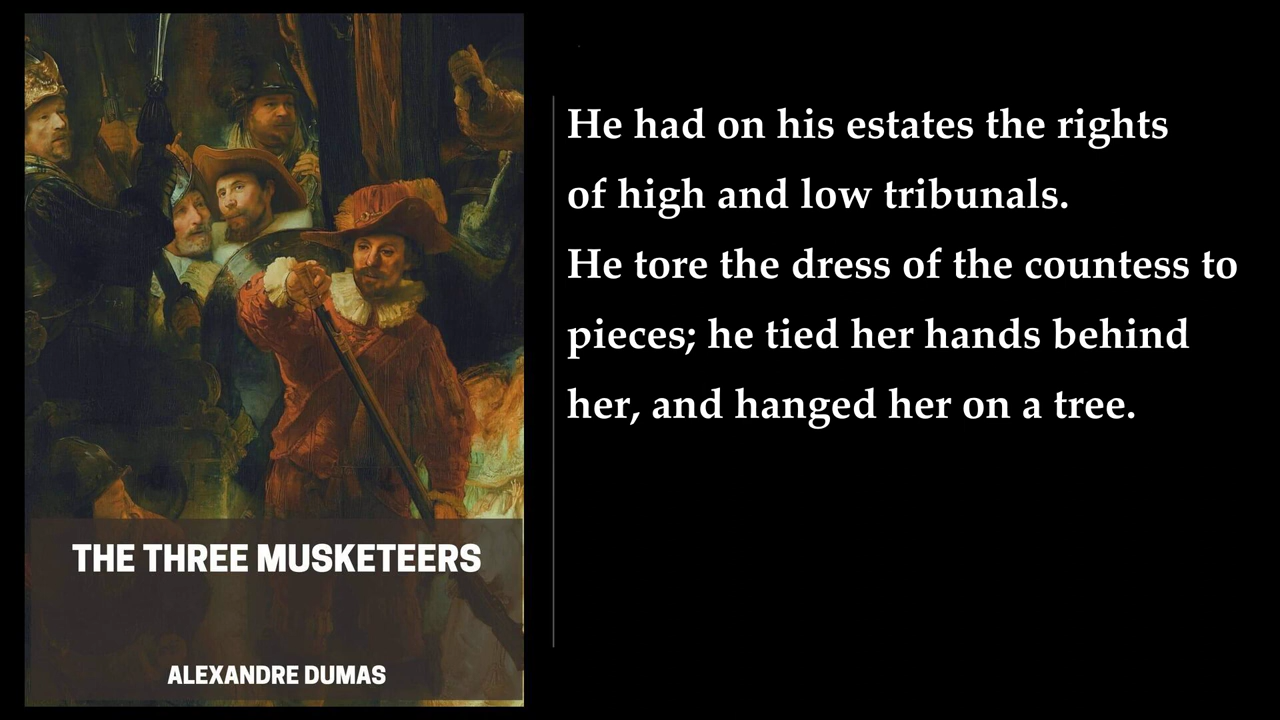 THE THREE MUSKETEERS
ALEXANDRE DUMAS
He had on his estates the rights
of high and low tribunals.
He tore the dress of the countess to
pieces; he tied her hands behind
her, and hanged her on a tree.